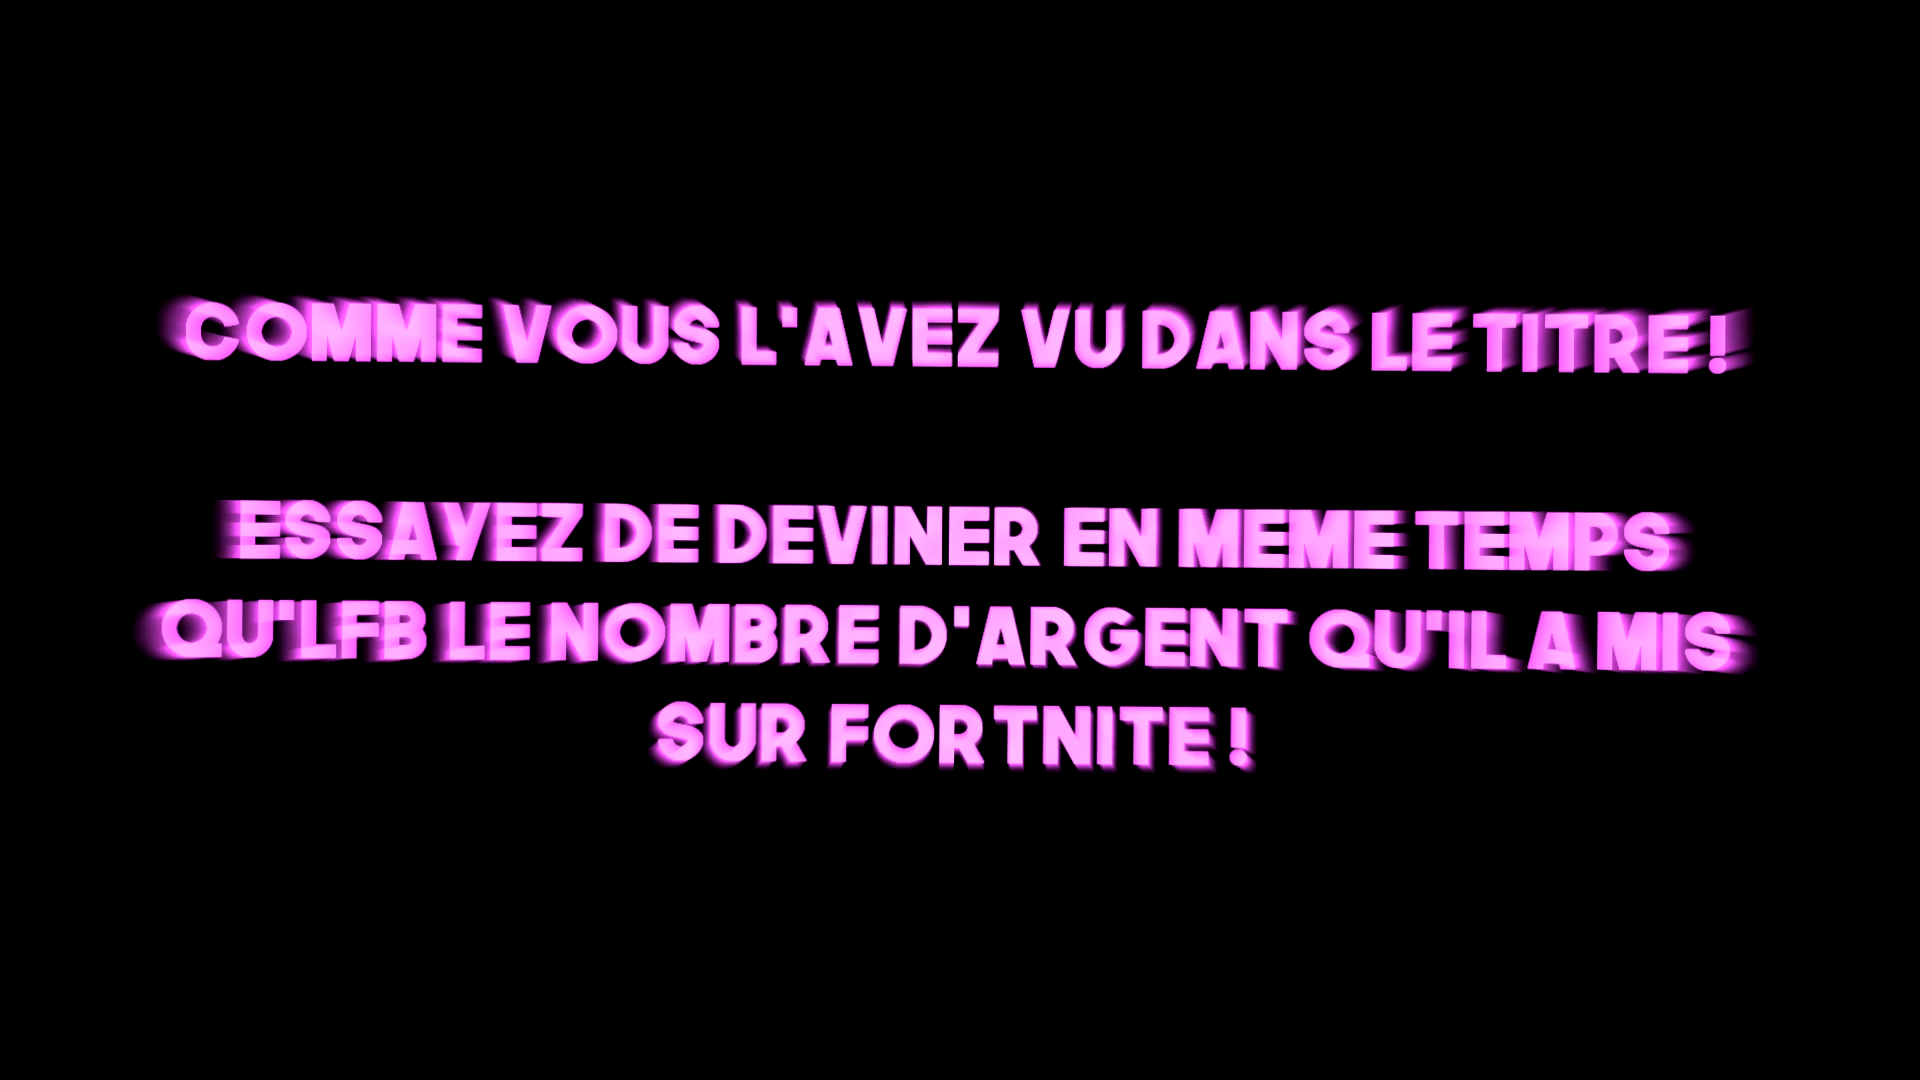 COMME VOUS L'AVEZ VU DANS LE TITRE !
ESSAYEZ DE DEVINER EN MEME TEMPS
QU'LFB LE NOMBRE D'ARGENT QU'IL A MIS
SUR FORTNITE !